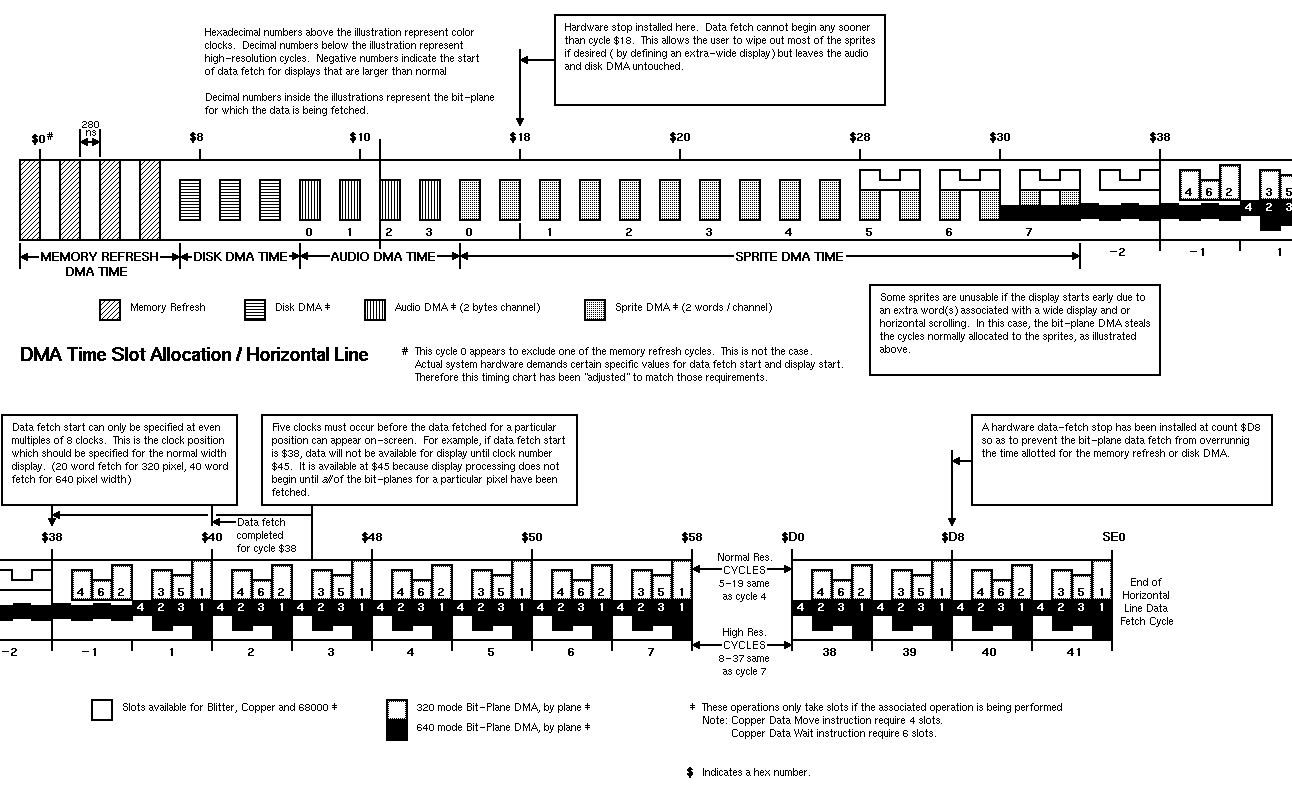 Hexadecimal numbers above the illustration represent color
clocks. Decimal numbers below the illustration represent
high-resolution cycles. Negative numbers indicate the start
of data fetch for displays that are larger than normal
Decimal numbers inside the illustrations represent the bit-plane
for which the data is being fetched.
Hardware stop installed here. Data fetch cannot begin any sooner
than cycle $18. This allows the user to wipe out most of the sprites
if desired ( by defining an extra-wide display) but leaves the audio
and disk DMA untouched.
280
ns
$0# $8 $10 $18 $20 $28 $30 $38
4 6 2 3 5
4 2 3
0 1 2 3 0 1 2 3 4 5 6 7
-2 -1 1
MEMORY REFRESH
DMA TIME
DISK DMA TIME
AUDIO DMA TIME
SPRITE DMA TIME
Memory Refresh
Disk DMA ‡
Audio DMA ‡ (2 bytes channel)
Sprite DMA ‡ (2 words / channel)
Some sprites are unusable if the display starts early due to
an extra word(s) associated with a wide display and or
horizontal scrolling. In this case, the bit-plane DMA steals
the cycles normally allocated to the sprites, as illustrated
above.
DMA Time Slot Allocation / Horizontal Line
# This cycle 0 appears to exclude one of the memory refresh cycles. This is not the case.
Actual system hardware demands certain specific values for data fetch start and display start.
Therefore this timing chart has been "adjusted" to match those requirements.
Data fetch start can only be specified at even
multiples of 8 clocks. This is the clock position
which should be specified for the normal width
display. (20 word fetch for 320 pixel, 40 word
fetch for 640 pixel width)
Five clocks must occur before the data fetched for a particular
position can appear on-screen. For example, if data fetch start
is $38, data will not be available for display until clock number
$45. It is available at $45 because display processing does not
begin until all of the bit-planes for a particular pixel have been
fetched.
A hardware data-fetch stop has been installed at count $D8
so as to prevent the bit-plane data fetch from overrunnig
the time allotted for the memory refresh or disk DMA.
Data fetch
completed
for cycle $38
$38 $40 $48 $50 $58 $D0 $D8 SE0
4 6 2 3 5 1 4 6 2 3 5 1 4 6 2 3 5 1 4 6 2 3 5 1 4 6 2 3 5 1 4 6 2 3 5 1
4 2 3 1 4 2 3 1 4 2 3 1 4 2 3 1 4 2 3 1 4 2 3 1 4 2 3 1 4 2 3 1 4 2 3 1 4 2 3 1 4 2 3 1
-2 -1 1 2 3 4 5 6 7 38 39 40 41
Normal Res.
CYCLES
5-19 same
as cycle 4
High Res.
CYCLES
8-37 same
as cycle 7
End of
Horizontal
Line Data
Fetch Cycle
Slots available for Blitter, Copper and 68000 ‡
320 mode Bit-Plane DMA, by plane ‡
640 mode Bit-Plane DMA, by plane ‡
‡ These operations only take slots if the associated operation is being performed
Note: Copper Data Move instruction require 4 slots.
Copper Data Wait instruction require 6 slots.
$ Indicates a hex number.